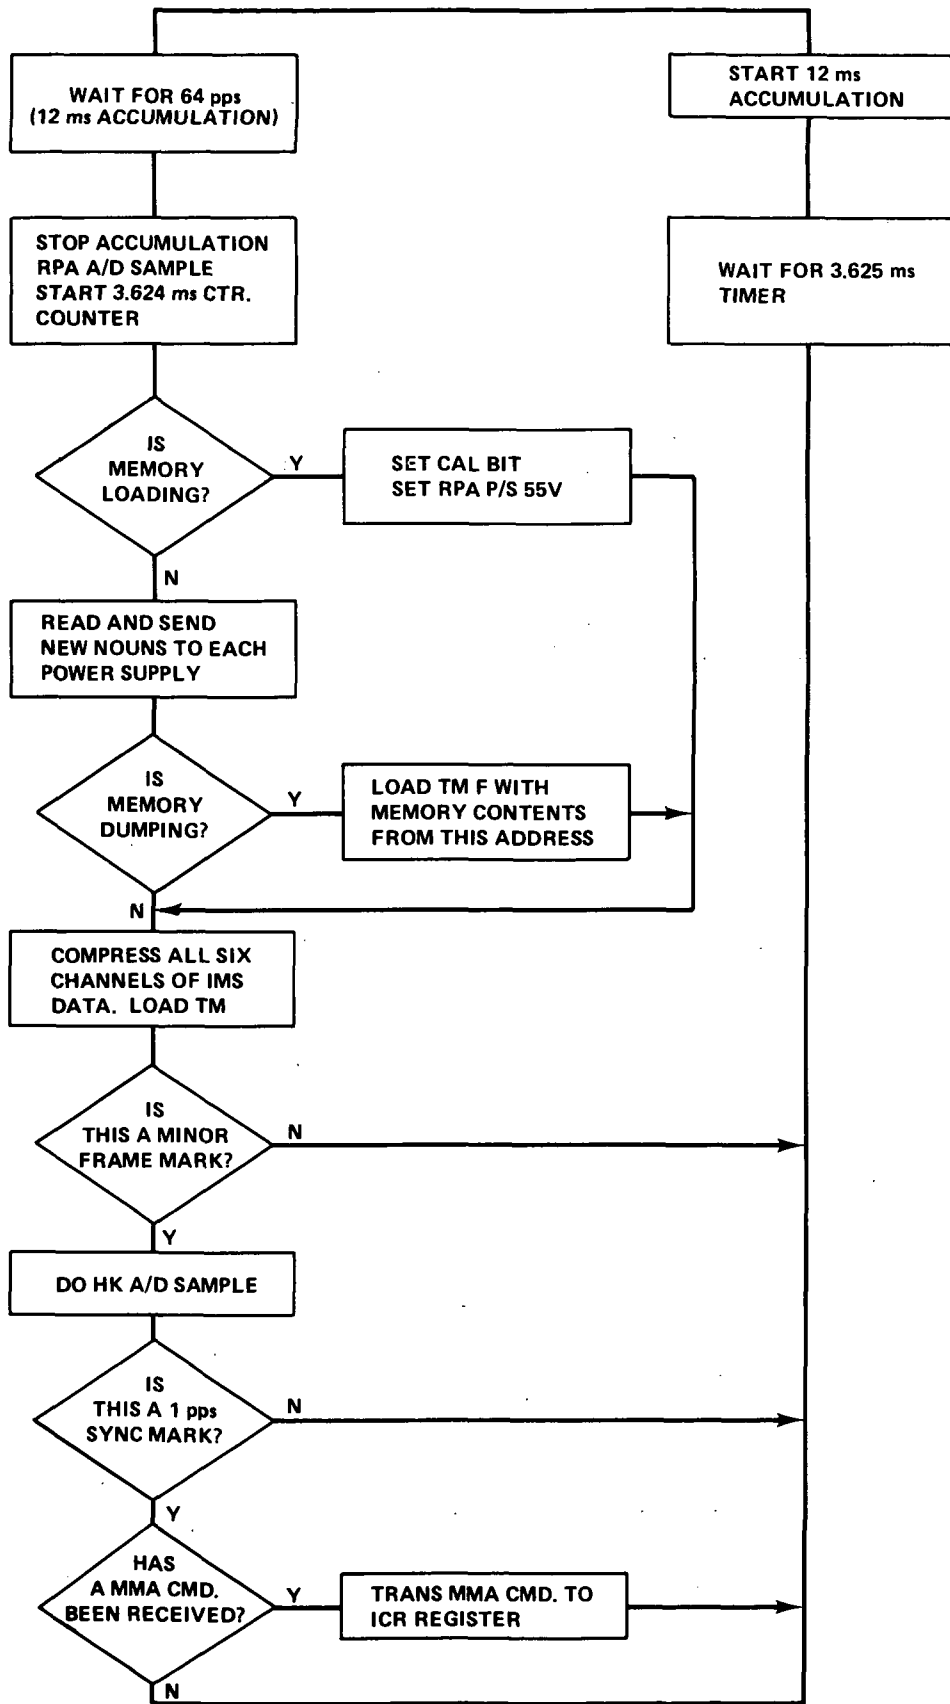 WAIT FOR 64 pps
(12 ms ACCUMULATION)
START 12 ms
ACCUMULATION
STOP ACCUMULATION
RPA A/D SAMPLE
START 3.624 ms CTR.
COUNTER
WAIT FOR 3.625 ms
TIMER
IS
MEMORY
LOADING?
Y
SET CAL BIT
SET RPA P/S 55V
N
READ AND SEND
NEW NOUNS TO EACH
POWER SUPPLY
IS
MEMORY
DUMPING?
Y
LOAD TM F WITH
MEMORY CONTENTS
FROM THIS ADDRESS
N
COMPRESS ALL SIX
CHANNELS OF IMS
DATA. LOAD TM
IS
THIS A MINOR
FRAME MARK?
N
Y
DO HK A/D SAMPLE
IS
THIS A 1 pps
SYNC MARK?
N
Y
HAS
A MMA CMD.
BEEN RECEIVED?
Y
TRANS MMA CMD. TO
ICR REGISTER
N